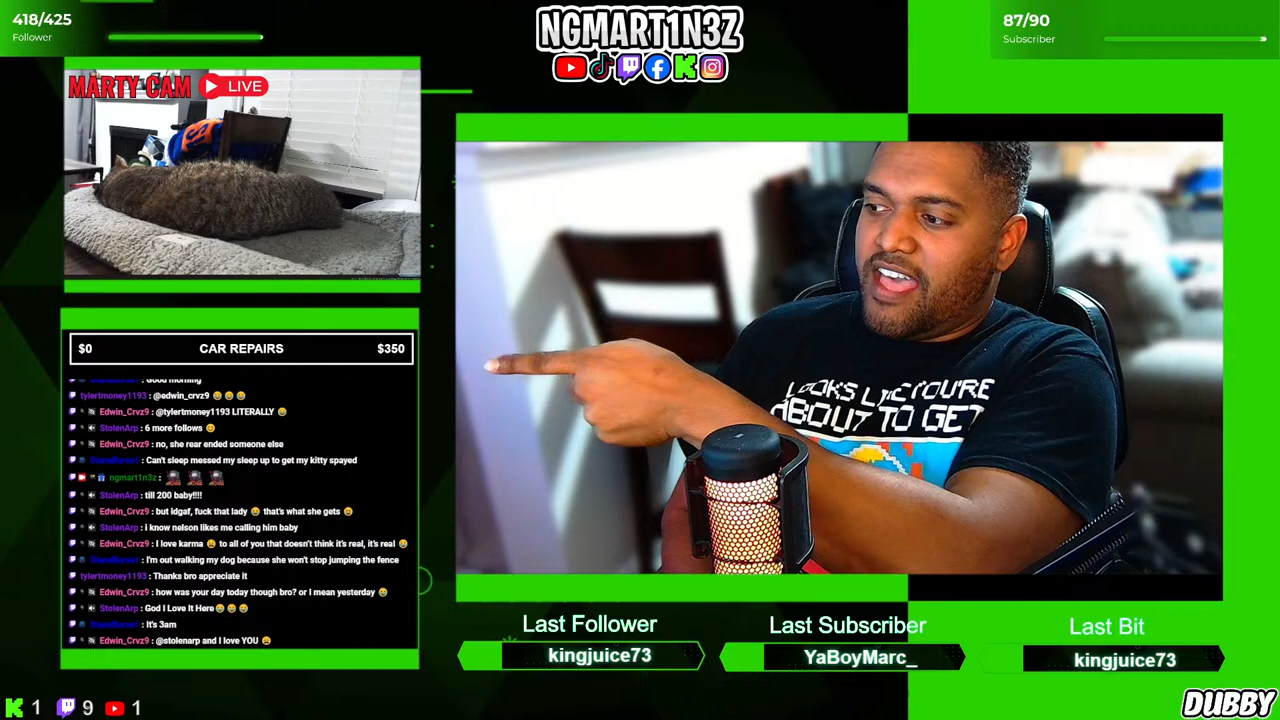 418/425
Follower
NGMART1N3Z
87/90
Subscriber
MARTY CAM
LIVE
$0 CAR REPAIRS $350
: Good morning
tylertmoney1193 : @edwin_crvz9
Edwin_Crvz9 : @tylertmoney1193 LITERALLY
StolenArp : 6 more follows
Edwin_Crvz9 : no, she rear ended someone else
: Can't sleep messed my sleep up to get my kitty spayed
ngmart1n3z :
StolenArp : till 200 baby!!!!
Edwin_Crvz9 : but idgaf, fuck that lady that's what she gets
StolenArp : i know nelson likes me calling him baby
Edwin_Crvz9 : I love karma to all of you that doesn't think it's real, it's real
: I'm out walking my dog because she won't stop jumping the fence
tylertmoney1193 : Thanks bro appreciate it
Edwin_Crvz9 : how was your day today though bro? or I mean yesterday
StolenArp : God I Love It Here
: It's 3am
Edwin_Crvz9 : @stolenarp and I love YOU
LOOKS LIKE YOU'RE
ABOUT TO GET
Last Follower
kingjuice73
Last Subscriber
YaBoyMarc_
Last Bit
kingjuice73
1 9 1
DUBBY